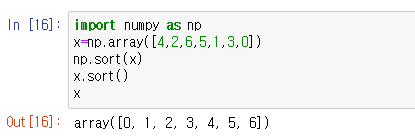 In [16]: import numpy as np
x=np.array([4,2,6,5,1,3,0])
np.sort(x)
x.sort()
x
Out[16]: array([0, 1, 2, 3, 4, 5, 6])